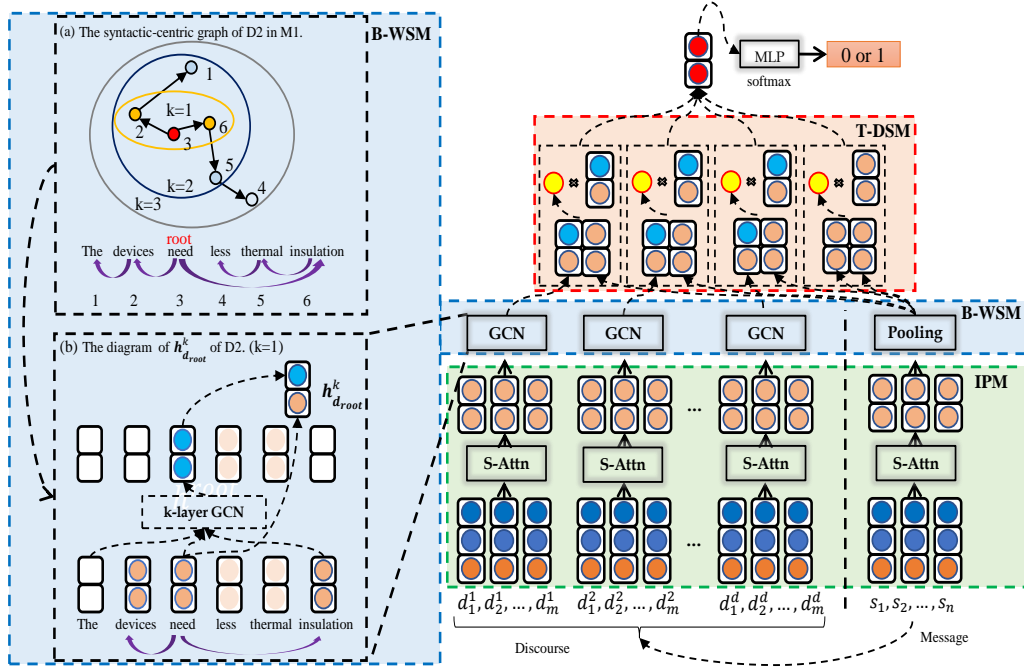 (a) The syntactic-centric graph of D2 in M1.
B-WSM
1
k=1
2
3
6
5
k=2
4
k=3
root
The devices need less thermal insulation
1 2 3 4 5 6
(b) The diagram of h^k_{d_root} of D2. (k=1)
h^k_{d_root}
k-layer GCN
The devices need less thermal insulation
MLP
0 or 1
softmax
T-DSM
B-WSM
GCN GCN GCN Pooling
IPM
...
S-Attn S-Attn S-Attn S-Attn
...
d^1_1, d^1_2, ..., d^1_m d^2_1, d^2_2, ..., d^2_m d^d_1, d^d_2, ..., d^d_m s_1, s_2, ..., s_n
Discourse
Message